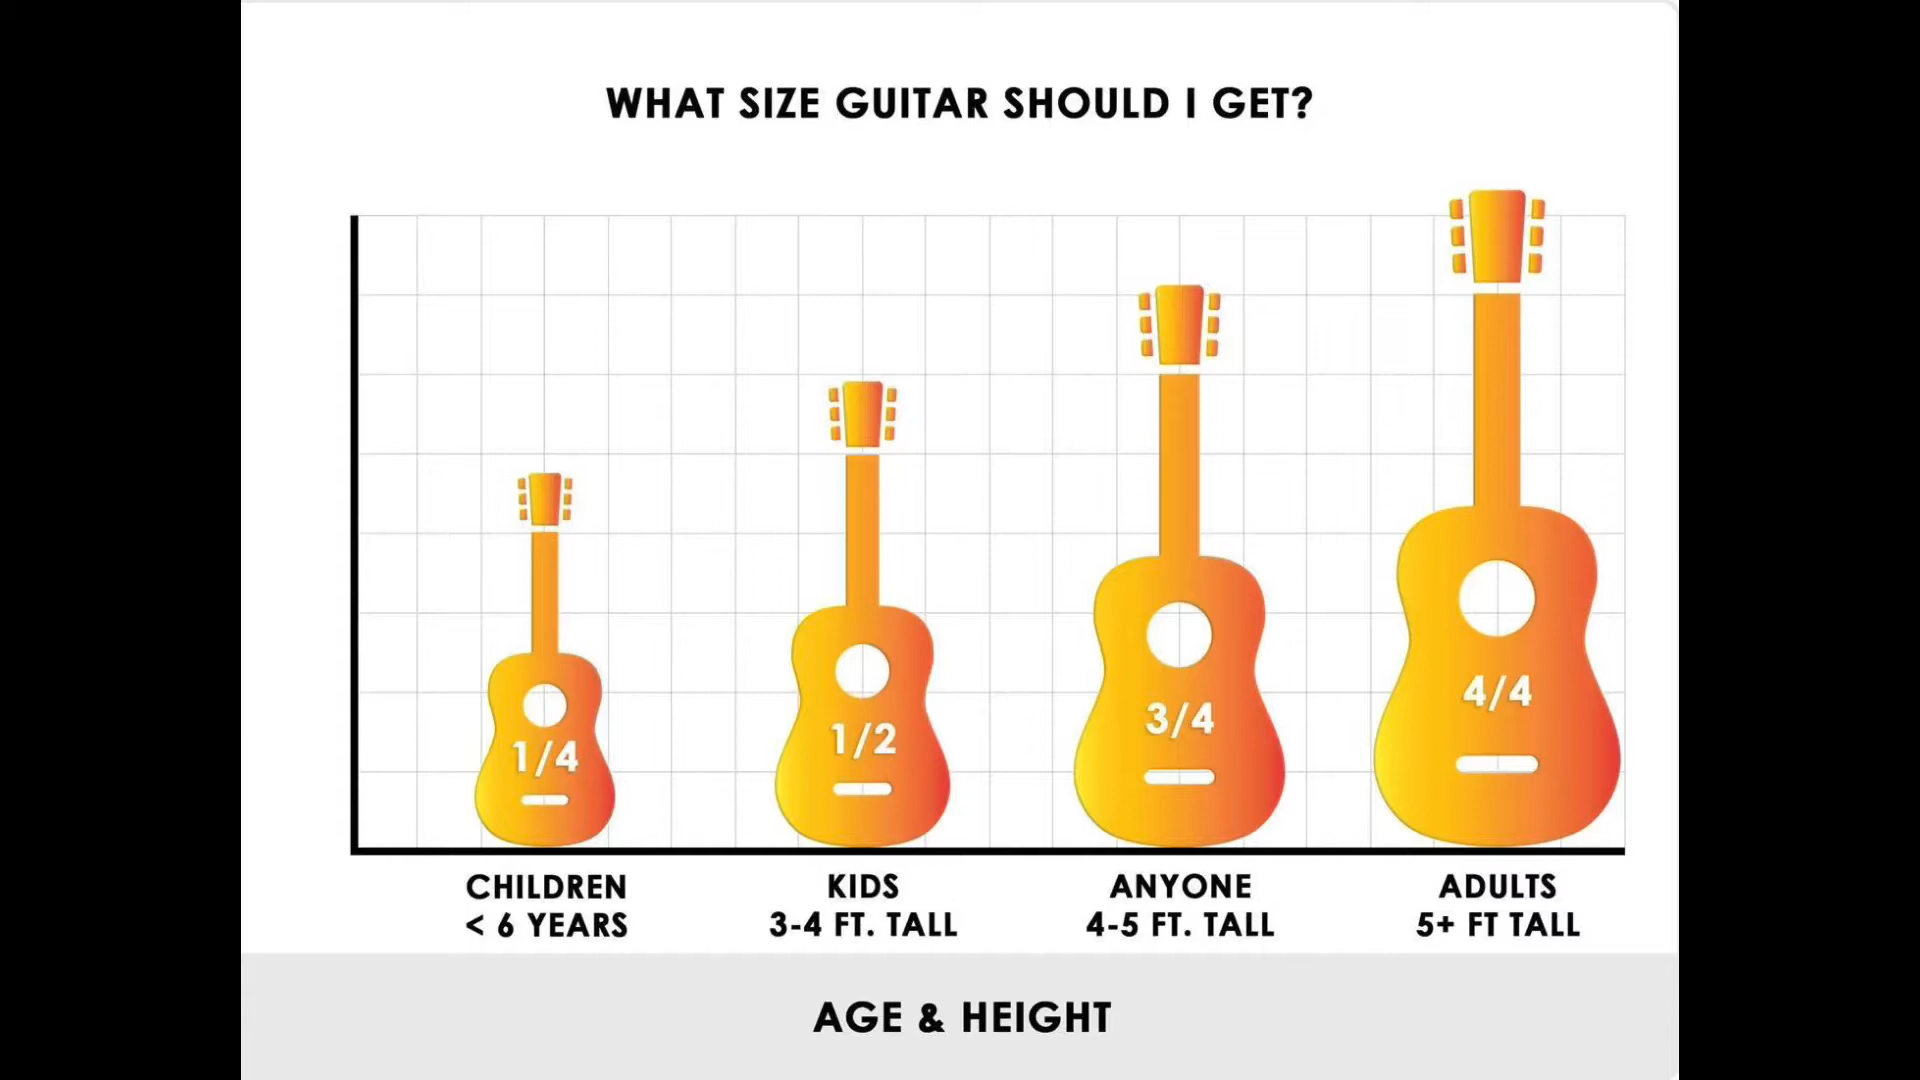 WHAT SIZE GUITAR SHOULD I GET?
1/4
1/2
3/4
4/4
CHILDREN
< 6 YEARS
KIDS
3-4 FT. TALL
ANYONE
4-5 FT. TALL
ADULTS
5+ FT TALL
AGE & HEIGHT